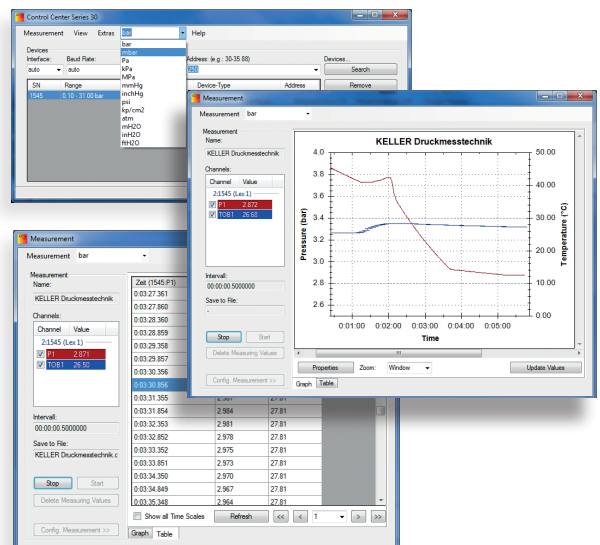 Control Center Series 30
Measurement View Extras bar Help
Devices
Interface: Baud Rate: Address: (e.g.: 30-35 88) Devices...
auto auto 250 Search
SN Range Device-Type Address Remove
1545 0.10 - 31.00 bar
bar
mbar
Pa
kPa
MPa
mmHg
inchHg
psi
kp/cm2
atm
mH2O
inH2O
ftH2O
Measurement
Measurement bar
Measurement
Name:
KELLER Druckmesstechnik
Channels:
Channel Value
2:1545 (Lex 1)
P1 2.872
TOB1 26.68
Intervall:
00:00:00.5000000
Save to File:
-
Stop Start
Delete Measuring Values
Config. Measurement >>
KELLER Druckmesstechnik
Pressure (bar)
4.0
3.8
3.6
3.4
3.2
3.0
2.8
2.6
50.00
40.00
30.00
20.00
10.00
0.00
Temperature (°C)
0:01:00 0:02:00 0:03:00 0:04:00 0:05:00
Time
Properties Zoom: Window Update Values
Graph Table
Measurement
Measurement bar
Measurement
Name:
KELLER Druckmesstechnik
Channels:
Channel Value
2:1545 (Lex 1)
P1 2.871
TOB1 26.50
Intervall:
00:00:00.5000000
Save to File:
KELLER Druckmesstechnik.c
Stop Start
Delete Measuring Values
Config. Measurement >>
Zeit (1545:P1)
0:03:27.361
0:03:27.860
0:03:28.360
0:03:28.859
0:03:29.358
0:03:29.857
0:03:30.356
0:03:30.856
0:03:31.355 2.987 27.81
0:03:31.854 2.984 27.81
0:03:32.353 2.981 27.81
0:03:32.852 2.978 27.81
0:03:33.352 2.975 27.81
0:03:33.851 2.973 27.81
0:03:34.350 2.970 27.81
0:03:34.849 2.967 27.81
0:03:35.348 2.964 27.81
Show all Time Scales Refresh << < 1 > >>
Graph Table